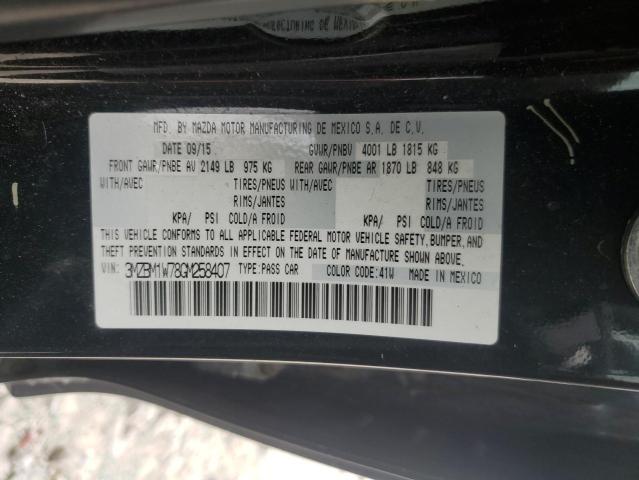 MFD. BY MAZDA MOTOR MANUFACTURING DE MEXICO S.A. DE C.V.
DATE 09/15 GVWR/PNBV 4001 LB 1815 KG
FRONT GAWR/PNBE AV 2149 LB 975 KG REAR GAWR/PNBE AR 1870 LB 848 KG
WITH/AVEC TIRES/PNEUS WITH/AVEC TIRES/PNEUS
RIMS/JANTES RIMS/JANTES
KPA/ PSI COLD/A FROID KPA/ PSI COLD/A FROID
THIS VEHICLE CONFORMS TO ALL APPLICABLE FEDERAL MOTOR VEHICLE SAFETY, BUMPER, AND
THEFT PREVENTION STANDARDS IN EFFECT ON THE DATE OF MANUFACTURE SHOWN ABOVE.
VIN: 3MZBM1W78GM258407 TYPE:PASS CAR COLOR CODE:41W MADE IN MEXICO